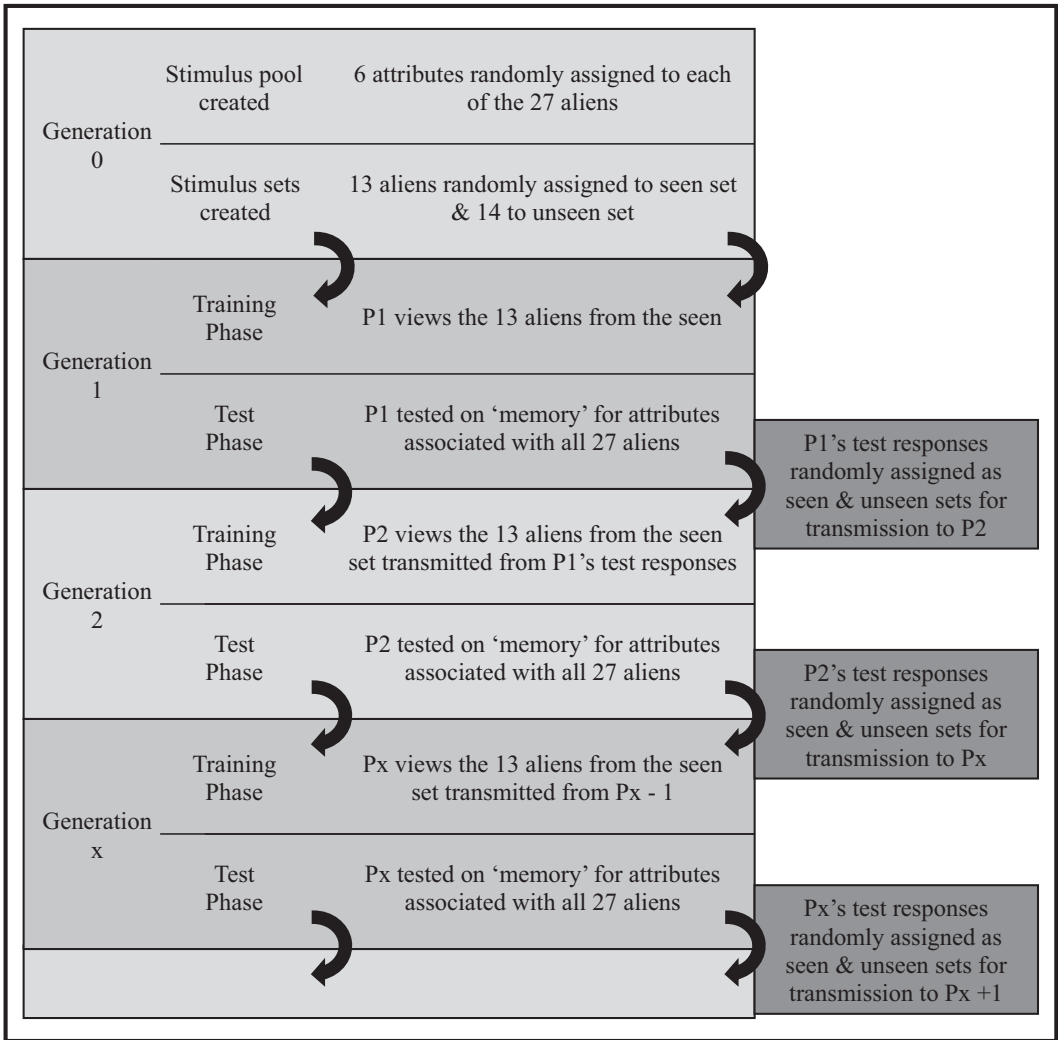 Generation
0
Stimulus pool
created
6 attributes randomly assigned to each
of the 27 aliens
Stimulus sets
created
13 aliens randomly assigned to seen set
& 14 to unseen set
Generation
1
Training
Phase
P1 views the 13 aliens from the seen
Test
Phase
P1 tested on ‘memory’ for attributes
associated with all 27 aliens
P1’s test responses
randomly assigned as
seen & unseen sets for
transmission to P2
Generation
2
Training
Phase
P2 views the 13 aliens from the seen
set transmitted from P1’s test responses
Test
Phase
P2 tested on ‘memory’ for attributes
associated with all 27 aliens
P2’s test responses
randomly assigned as
seen & unseen sets for
transmission to Px
Generation
x
Training
Phase
Px views the 13 aliens from the seen
set transmitted from Px - 1
Test
Phase
Px tested on ‘memory’ for attributes
associated with all 27 aliens
Px’s test responses
randomly assigned as
seen & unseen sets for
transmission to Px +1